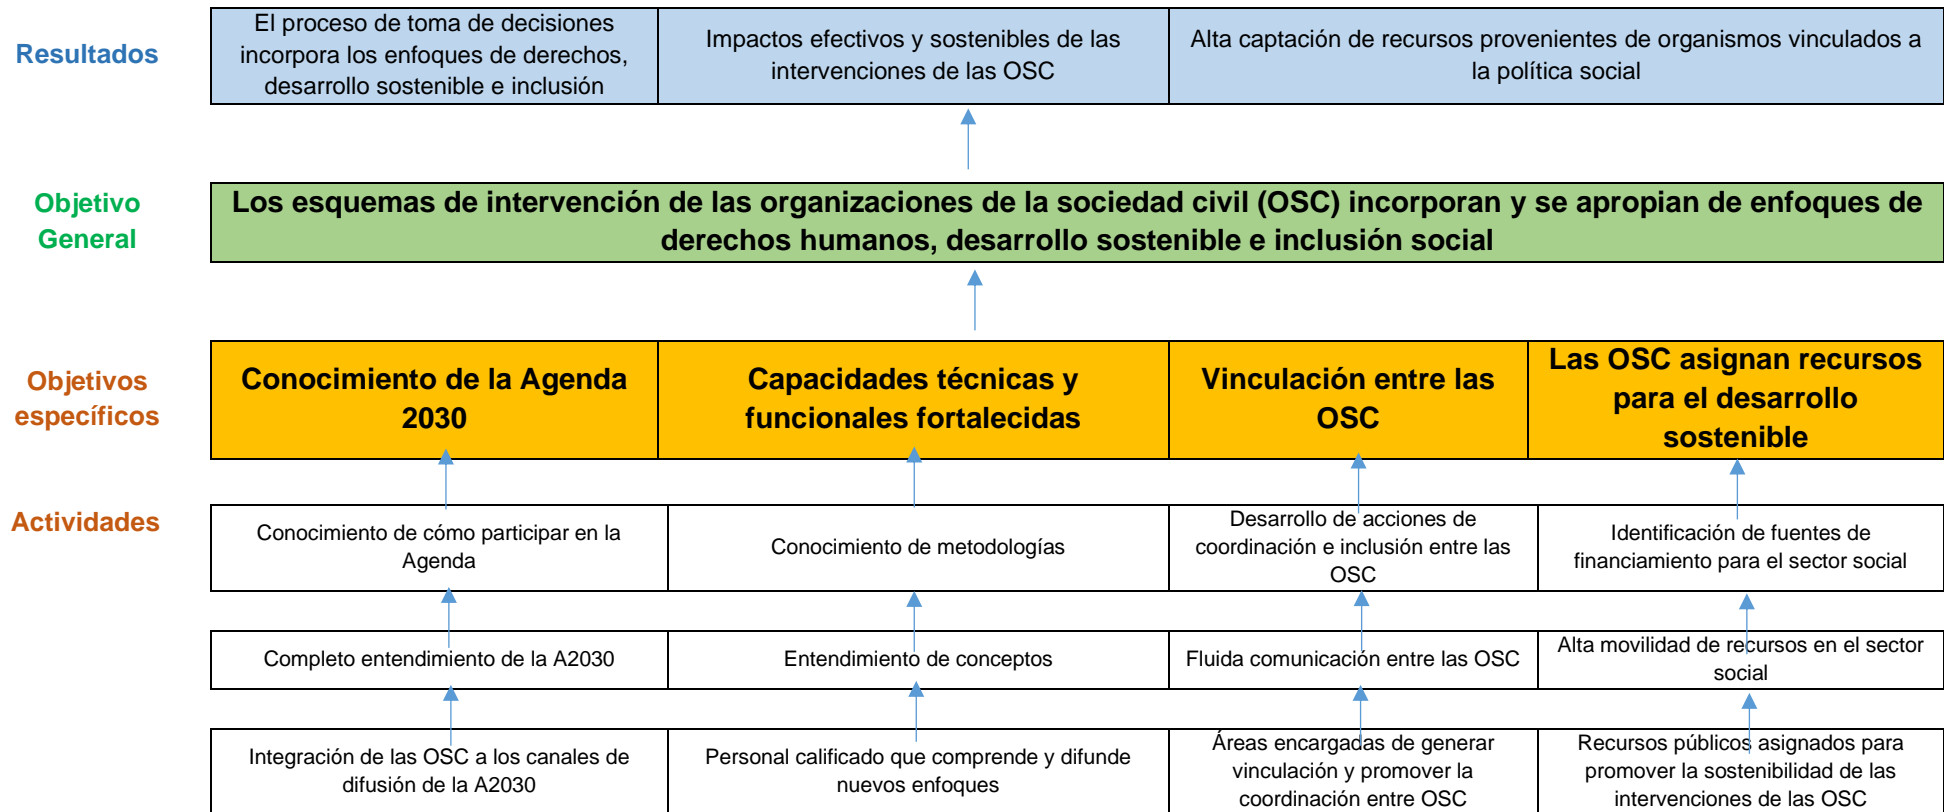 Resultados
El proceso de toma de decisiones
incorpora los enfoques de derechos,
desarrollo sostenible e inclusión
Impactos efectivos y sostenibles de las
intervenciones de las OSC
Alta captación de recursos provenientes de organismos vinculados a
la política social
Objetivo
General
Los esquemas de intervención de las organizaciones de la sociedad civil (OSC) incorporan y se apropian de enfoques de
derechos humanos, desarrollo sostenible e inclusión social
Objetivos
específicos
Conocimiento de la Agenda
2030
Capacidades técnicas y
funcionales fortalecidas
Vinculación entre las
OSC
Las OSC asignan recursos
para el desarrollo
sostenible
Actividades
Conocimiento de cómo participar en la
Agenda
Conocimiento de metodologías
Desarrollo de acciones de
coordinación e inclusión entre las
OSC
Identificación de fuentes de
financiamiento para el sector social
Completo entendimiento de la A2030
Entendimiento de conceptos
Fluida comunicación entre las OSC
Alta movilidad de recursos en el sector
social
Integración de las OSC a los canales de
difusión de la A2030
Personal calificado que comprende y difunde
nuevos enfoques
Áreas encargadas de generar
vinculación y promover la
coordinación entre OSC
Recursos públicos asignados para
promover la sostenibilidad de las
intervenciones de las OSC